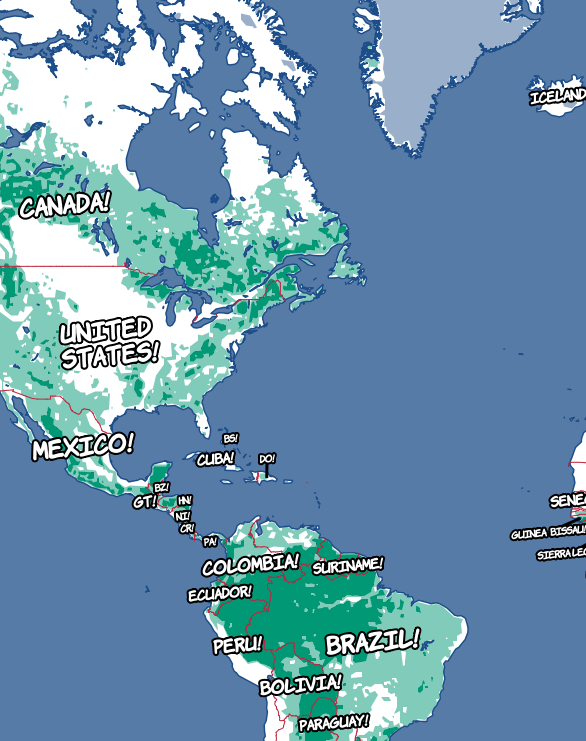 ICELAND
CANADA!
UNITED
STATES!
MEXICO!
BS!
CUBA!
DO!
BZ!
GT!
HN!
NI!
CR!
PA!
SENE
GUINEA BISSAU!
SIERRA LEO
COLOMBIA!
SURINAME!
ECUADOR!
PERU!
BRAZIL!
BOLIVIA!
PARAGUAY!